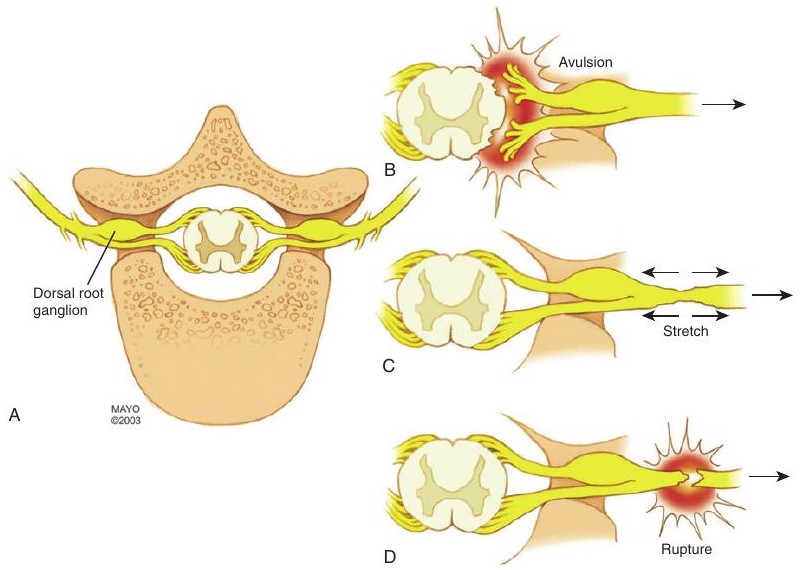 Dorsal root
ganglion
MAYO
©2003
A
Avulsion
B
Stretch
C
Rupture
D